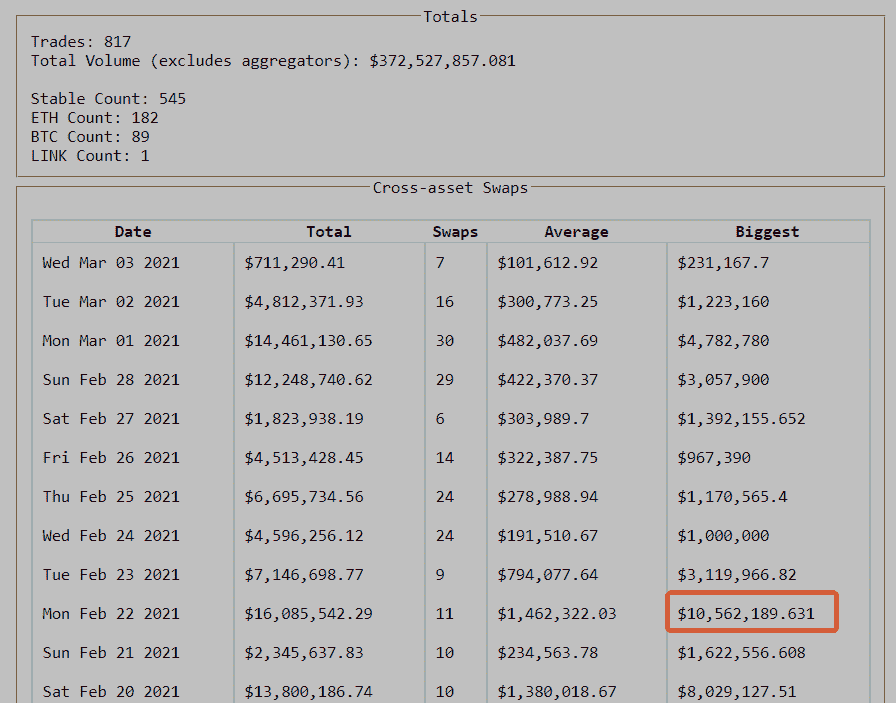 Totals
Trades: 817
Total Volume (excludes aggregators): $372,527,857.081
Stable Count: 545
ETH Count: 182
BTC Count: 89
LINK Count: 1
Cross-asset Swaps
Date Total Swaps Average Biggest
Wed Mar 03 2021 $711,290.41 7 $101,612.92 $231,167.7
Tue Mar 02 2021 $4,812,371.93 16 $300,773.25 $1,223,160
Mon Mar 01 2021 $14,461,130.65 30 $482,037.69 $4,782,780
Sun Feb 28 2021 $12,248,740.62 29 $422,370.37 $3,057,900
Sat Feb 27 2021 $1,823,938.19 6 $303,989.7 $1,392,155.652
Fri Feb 26 2021 $4,513,428.45 14 $322,387.75 $967,390
Thu Feb 25 2021 $6,695,734.56 24 $278,988.94 $1,170,565.4
Wed Feb 24 2021 $4,596,256.12 24 $191,510.67 $1,000,000
Tue Feb 23 2021 $7,146,698.77 9 $794,077.64 $3,119,966.82
Mon Feb 22 2021 $16,085,542.29 11 $1,462,322.03 $10,562,189.631
Sun Feb 21 2021 $2,345,637.83 10 $234,563.78 $1,622,556.608
Sat Feb 20 2021 $13,800,186.74 10 $1,380,018.67 $8,029,127.51